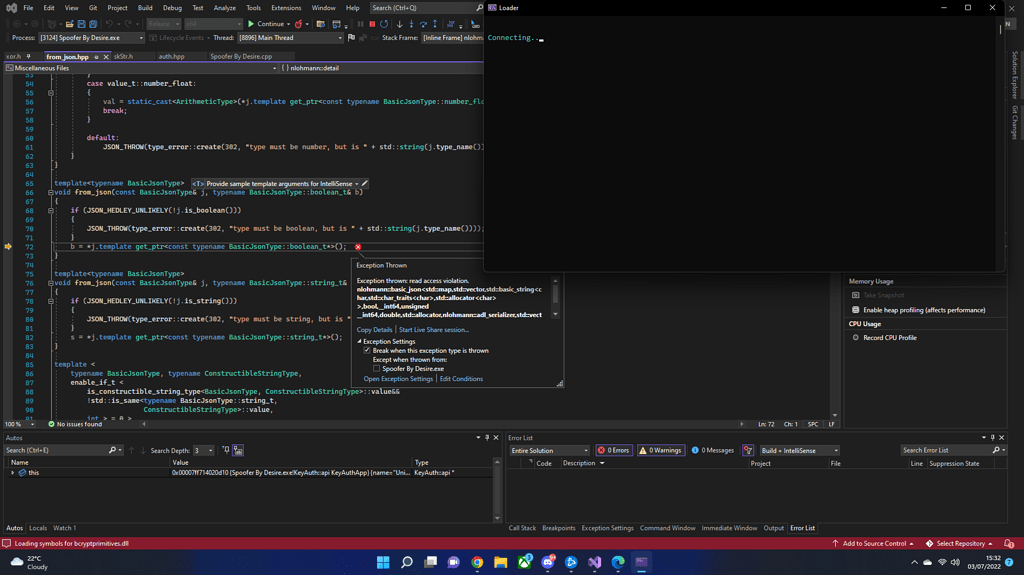 File Edit View Git Project Build Debug Test Analyze Tools Extensions Window Help Search (Ctrl+Q)
Release x64 Continue
Process: [3124] Spoofer By Desire.exe Lifecycle Events Thread: [8896] Main Thread Stack Frame: [Inline Frame] nlohm
xor.h from_json.hpp skStr.h auth.hpp Spoofer By Desire.cpp
Miscellaneous Files {} nlohmann::detail
53 }
54 case value_t::number_float:
55 {
56 val = static_cast<ArithmeticType>(*j.template get_ptr<const typename BasicJsonType::number_flo
57 break;
58 }
59
60 default:
61 JSON_THROW(type_error::create(302, "type must be number, but is " + std::string(j.type_name()
62 }
63 }
64
65 template<typename BasicJsonType> <T> Provide sample template arguments for IntelliSense
66 void from_json(const BasicJsonType& j, typename BasicJsonType::boolean_t& b)
67 {
68 if (JSON_HEDLEY_UNLIKELY(!j.is_boolean()))
69 {
70 JSON_THROW(type_error::create(302, "type must be boolean, but is " + std::string(j.type_name())));
71 }
72 b = *j.template get_ptr<const typename BasicJsonType::boolean_t*>();
73 }
74
75 template<typename BasicJsonType>
76 void from_json(const BasicJsonType& j, typename BasicJsonType::string_t&
77 {
78 if (JSON_HEDLEY_UNLIKELY(!j.is_string()))
79 {
80 JSON_THROW(type_error::create(302, "type must be string, but is "
81 }
82 s = *j.template get_ptr<const typename BasicJsonType::string_t*>();
83 }
84
85 template <
86 typename BasicJsonType, typename ConstructibleStringType,
87 enable_if_t <
88 is_constructible_string_type<BasicJsonType, ConstructibleStringType>::value&&
89 !std::is_same<typename BasicJsonType::string_t,
90 ConstructibleStringType>::value,
91 int > = 0 >
Exception Thrown
Exception thrown: read access violation.
nlohmann::basic_json<std::map,std::vector,std::basic_string<c
har,std::char_traits<char>,std::allocator<char>
>,bool,__int64,unsigned
__int64,double,std::allocator,nlohmann::adl_serializer,std::vect
Copy Details Start Live Share session...
Exception Settings
Break when this exception type is thrown
Except when thrown from:
Spoofer By Desire.exe
Open Exception Settings Edit Conditions
Loader
Connecting..
Solution Explorer
Git Changes
Memory Usage
Take Snapshot
Enable heap profiling (affects performance)
CPU Usage
Record CPU Profile
100 % No issues found Ln: 72 Ch: 1 SPC LF
Autos
Search (Ctrl+E) Search Depth: 3
Name Value Type
this 0x00007ff714020d10 {Spoofer By Desire.exe!KeyAuth::api KeyAuthApp} {name="Uni... KeyAuth::api *
Autos Locals Watch 1
Error List
Entire Solution 0 Errors 0 Warnings 0 Messages Build + IntelliSense Search Error List
Code Description Project File Line Suppression State
Call Stack Breakpoints Exception Settings Command Window Immediate Window Output Error List
Loading symbols for bcryptprimitives.dll Add to Source Control Select Repository
22°C
Cloudy
15:32
03/07/2022